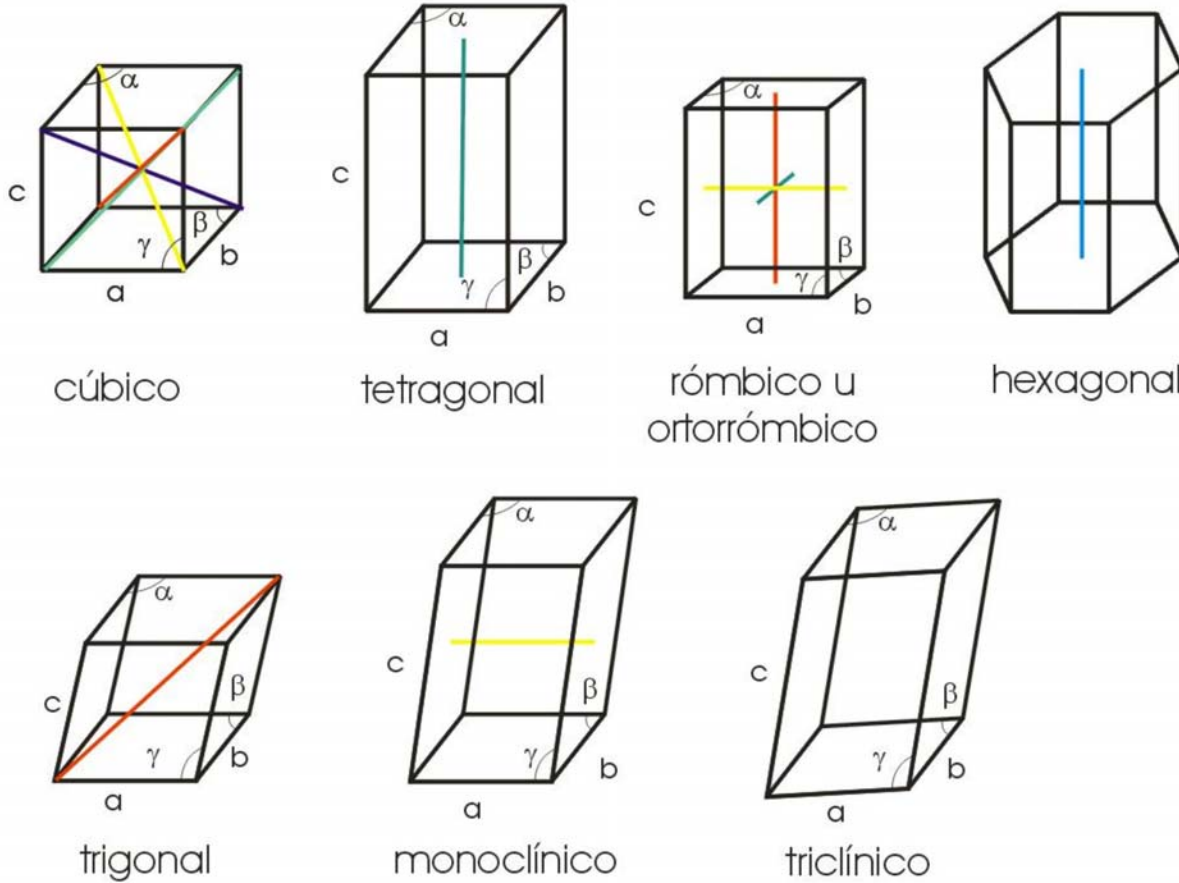 α
c
γ
β
b
a
cúbico
α
c
γ
β
b
a
tetragonal
α
c
γ
β
b
a
rómbico u
ortorrómbico
hexagonal
α
c
γ
β
b
a
trigonal
α
c
γ
β
b
a
monoclínico
α
c
γ
β
b
a
triclínico